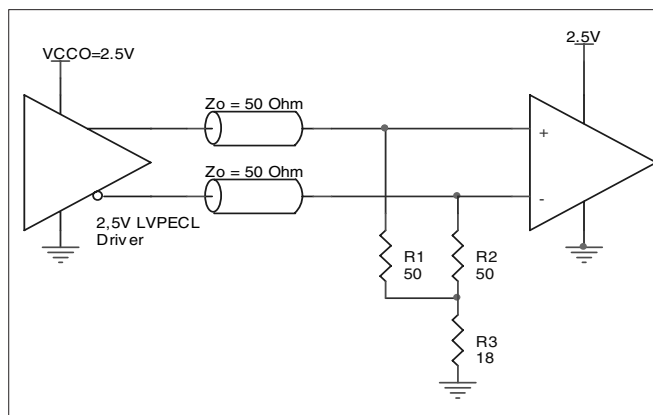 VCCO=2.5V
2.5V
Zo = 50 Ohm
+
Zo = 50 Ohm
-
2,5V LVPECL
Driver
R1
50
R2
50
R3
18